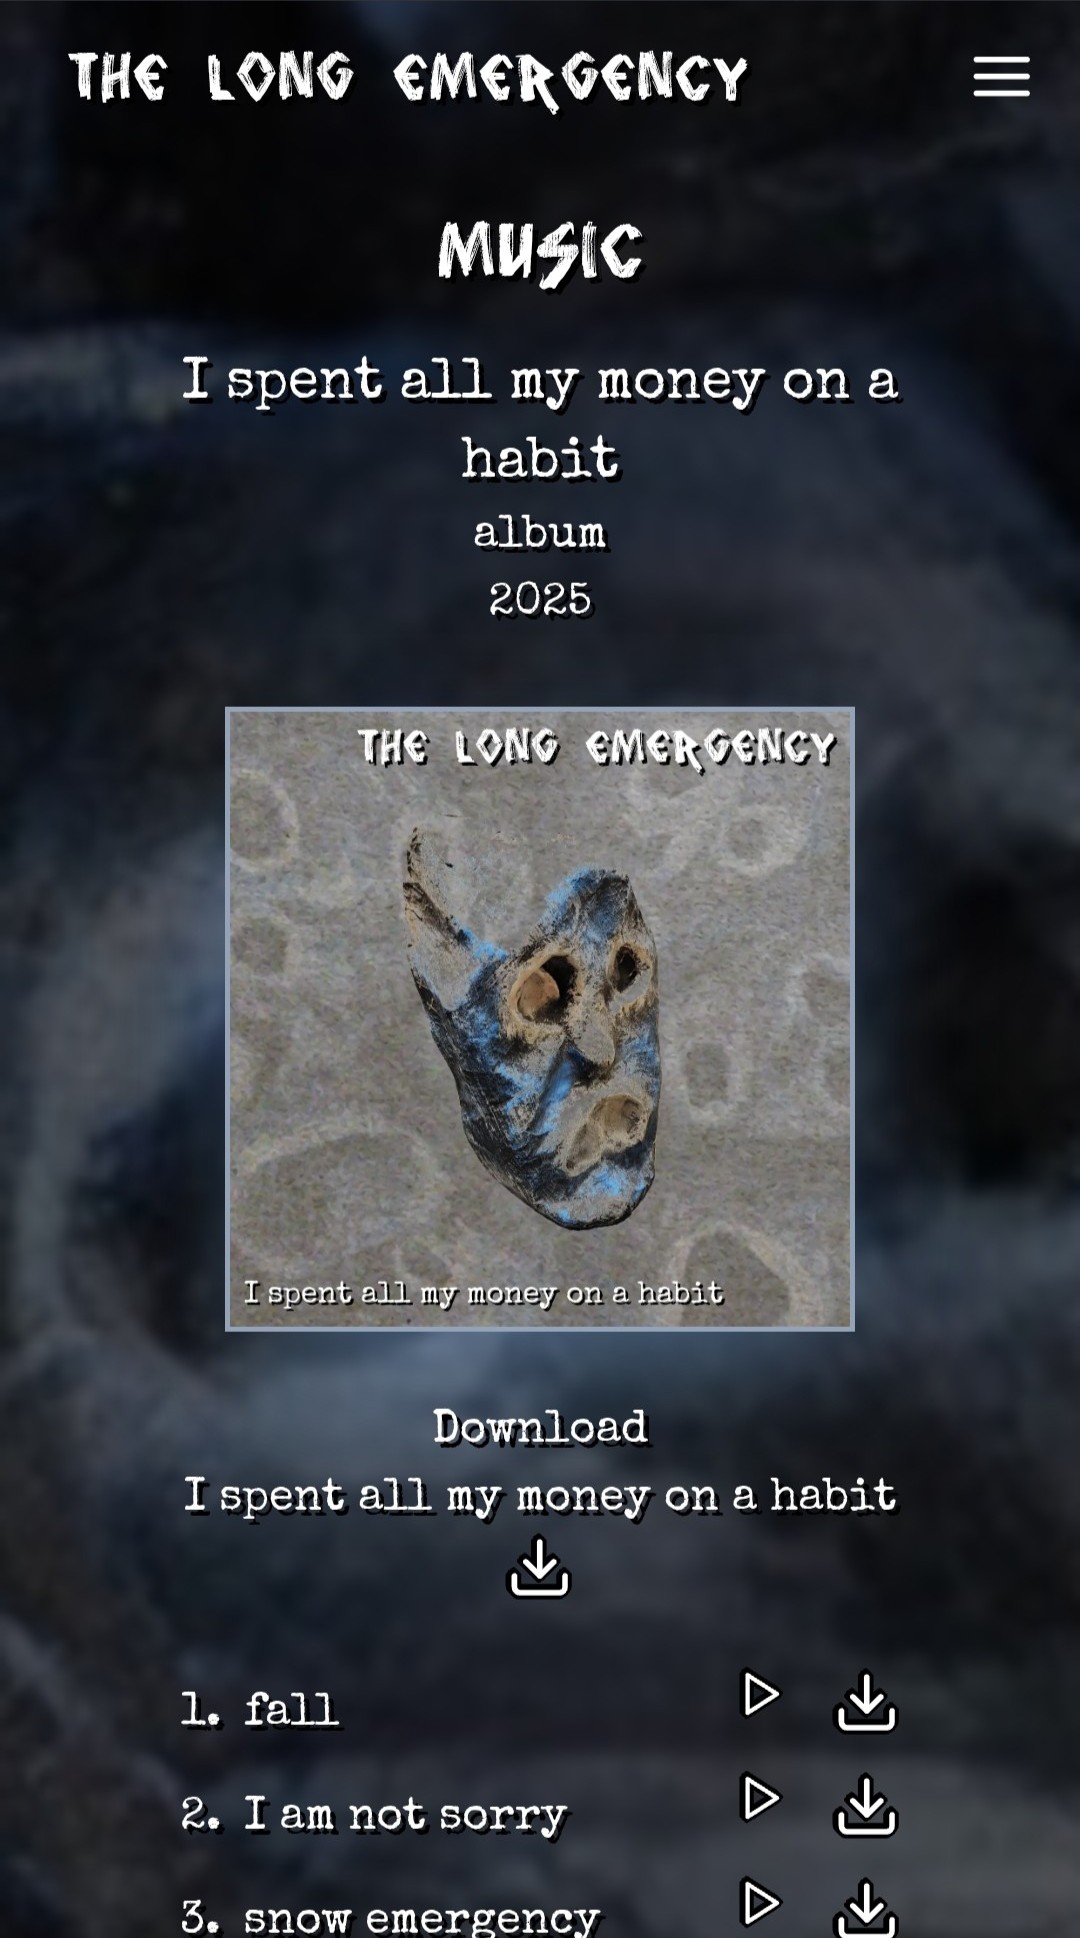 THE LONG EMERGENCY
MUSIC
I spent all my money on a
habit
album
2025
THE LONG EMERGENCY
I spent all my money on a habit
Download
I spent all my money on a habit
1. fall
2. I am not sorry
3. snow emergency